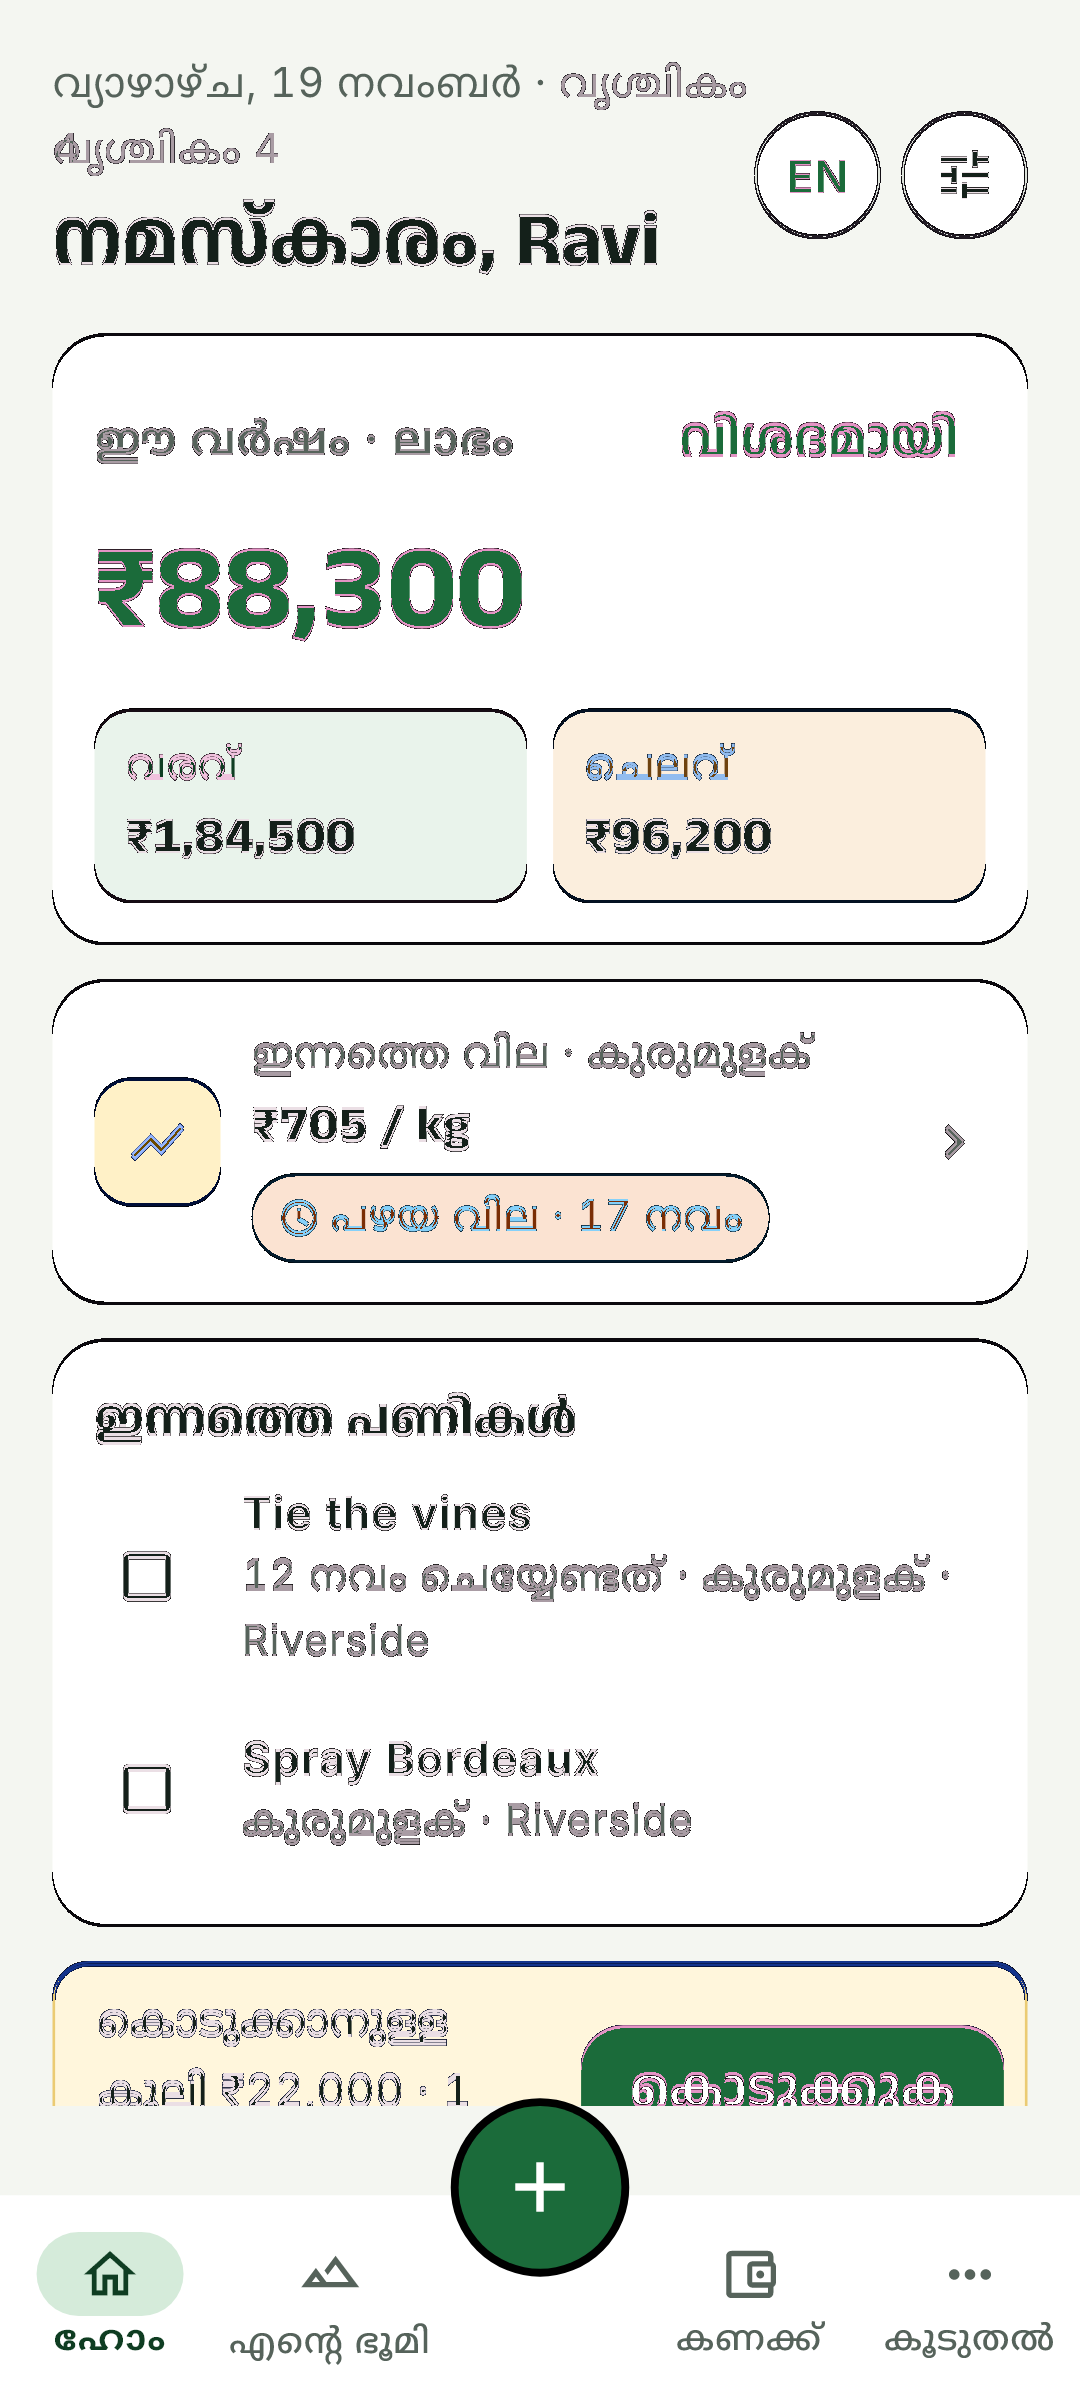 വ്യാഴാഴ്ച, 19 നവംബർ · വൃശ്ചികം
4
വൃശ്ചികം 4
നമസ്കാരം, Ravi
EN
ഈ വർഷം · ലാഭം
വിശദമായി
₹88,300
വരവ്
₹1,84,500
ചെലവ്
₹96,200
ഇന്നത്തെ വില · കുരുമുളക്
₹705 / kg
പഴയ വില · 17 നവം
ഇന്നത്തെ പണികൾ
Tie the vines
12 നവം ചെയ്യേണ്ടത് · കുരുമുളക് ·
Riverside
Spray Bordeaux
കുരുമുളക് · Riverside
കൊടുക്കാനുള്ള
കൂലി ₹22,000 · 1
കൊടുക്കുക
ഹോം
എന്റെ ഭൂമി
കണക്ക്
കൂടുതൽ